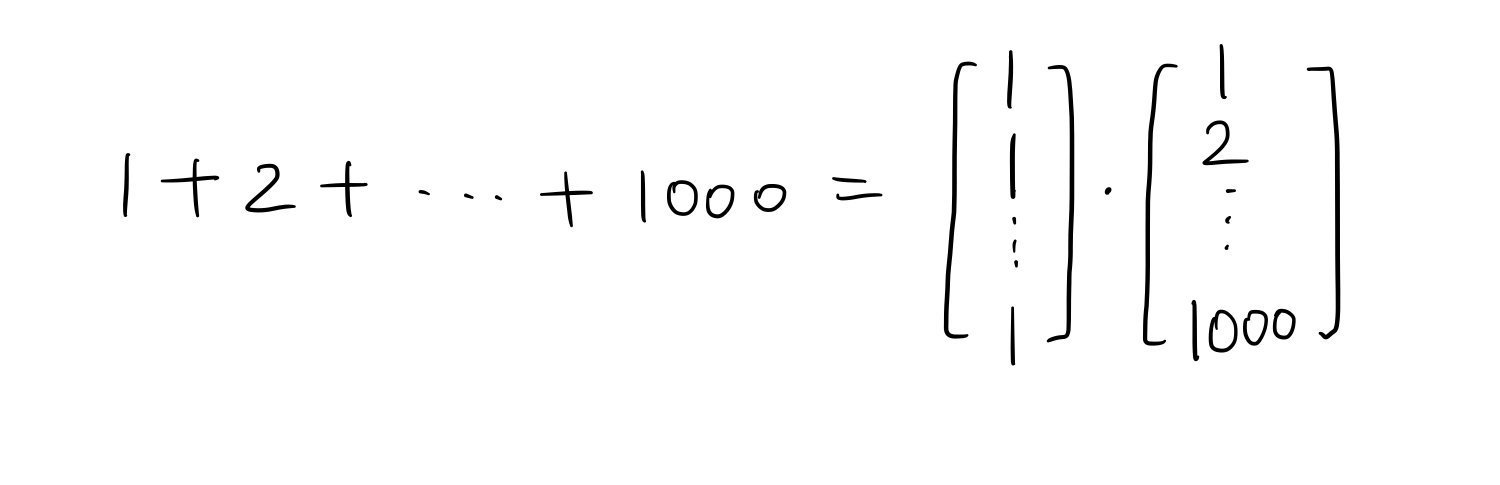 1 + 2 + ... + 1000 = [1 1 ⋮ 1] · [1 2 ⋮ 1000]